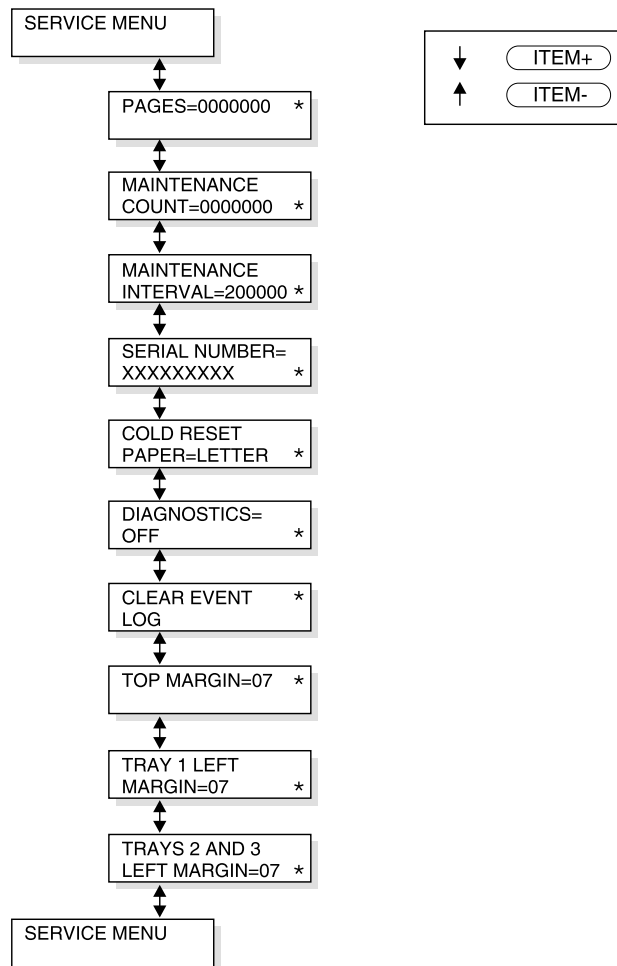 SERVICE MENU
ITEM+
ITEM-
PAGES=0000000 *
MAINTENANCE
COUNT=0000000 *
MAINTENANCE
INTERVAL=200000 *
SERIAL NUMBER=
XXXXXXXXX *
COLD RESET
PAPER=LETTER *
DIAGNOSTICS=
OFF *
CLEAR EVENT *
LOG
TOP MARGIN=07 *
TRAY 1 LEFT
MARGIN=07 *
TRAYS 2 AND 3
LEFT MARGIN=07 *
SERVICE MENU